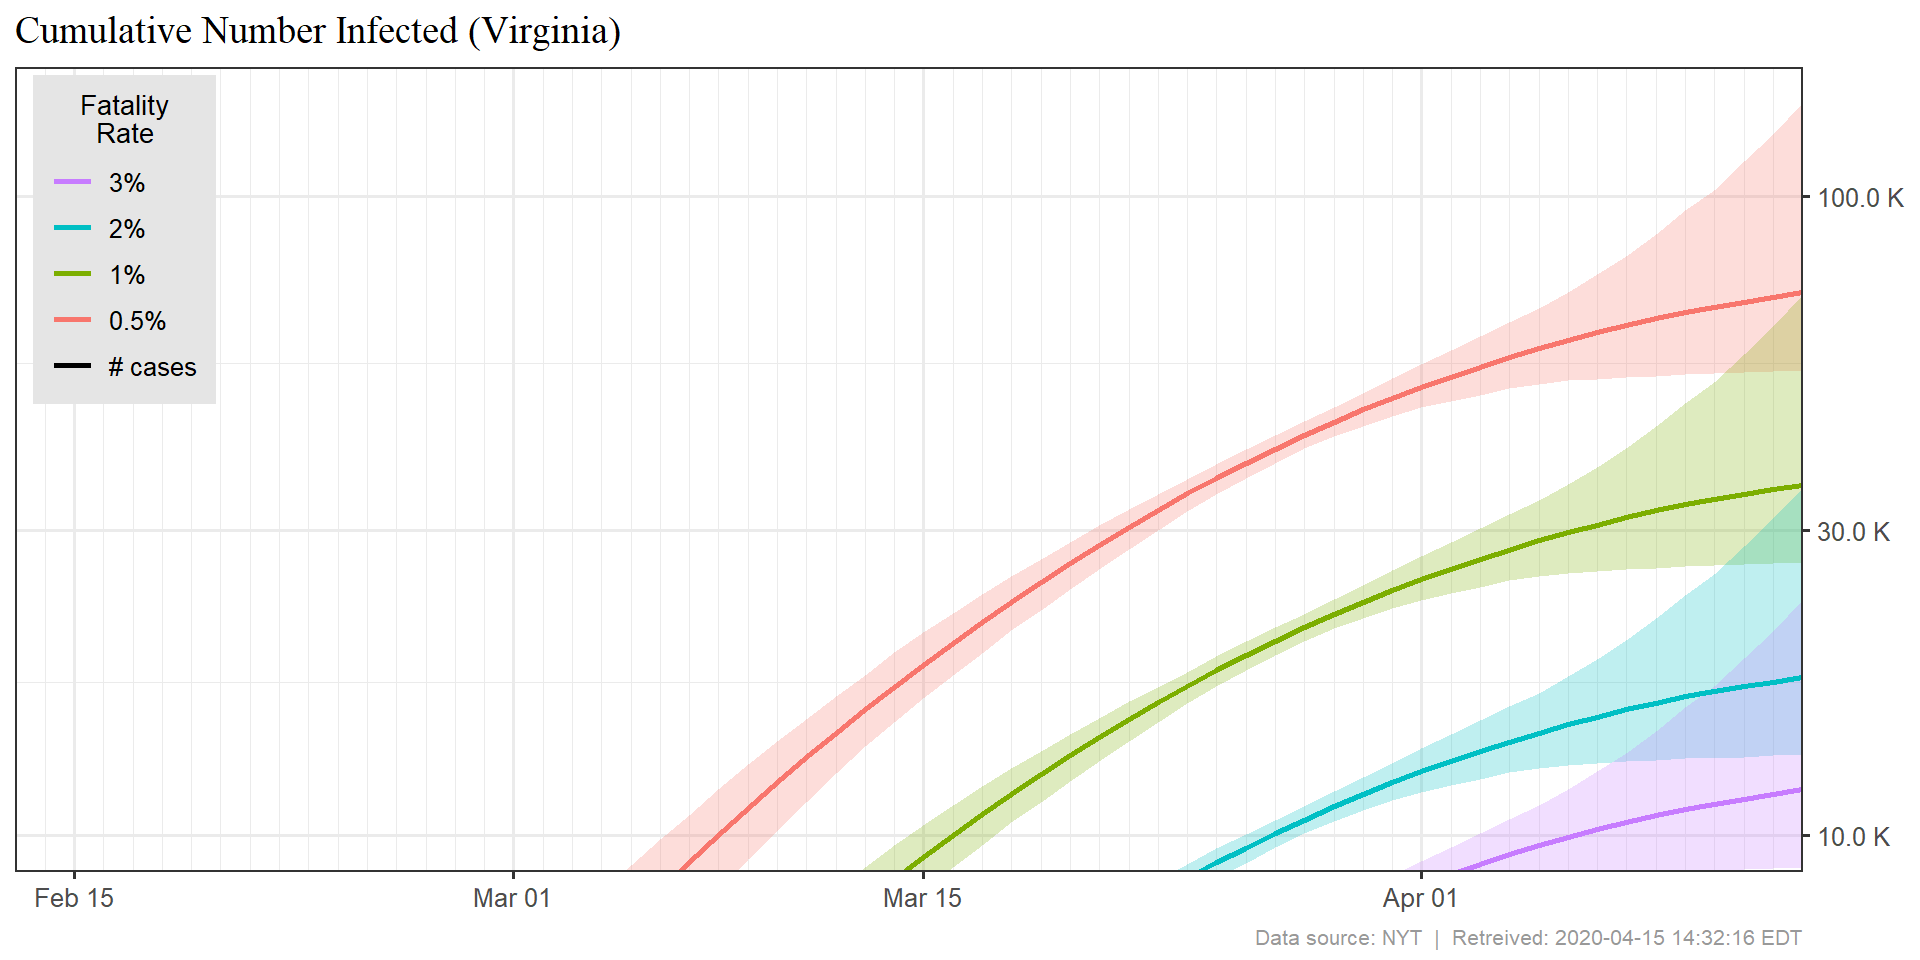 Cumulative Number Infected (Virginia)
Fatality
Rate
3%
2%
1%
0.5%
# cases
100.0 K
30.0 K
10.0 K
Feb 15
Mar 01
Mar 15
Apr 01
Data source: NYT | Retreived: 2020-04-15 14:32:16 EDT